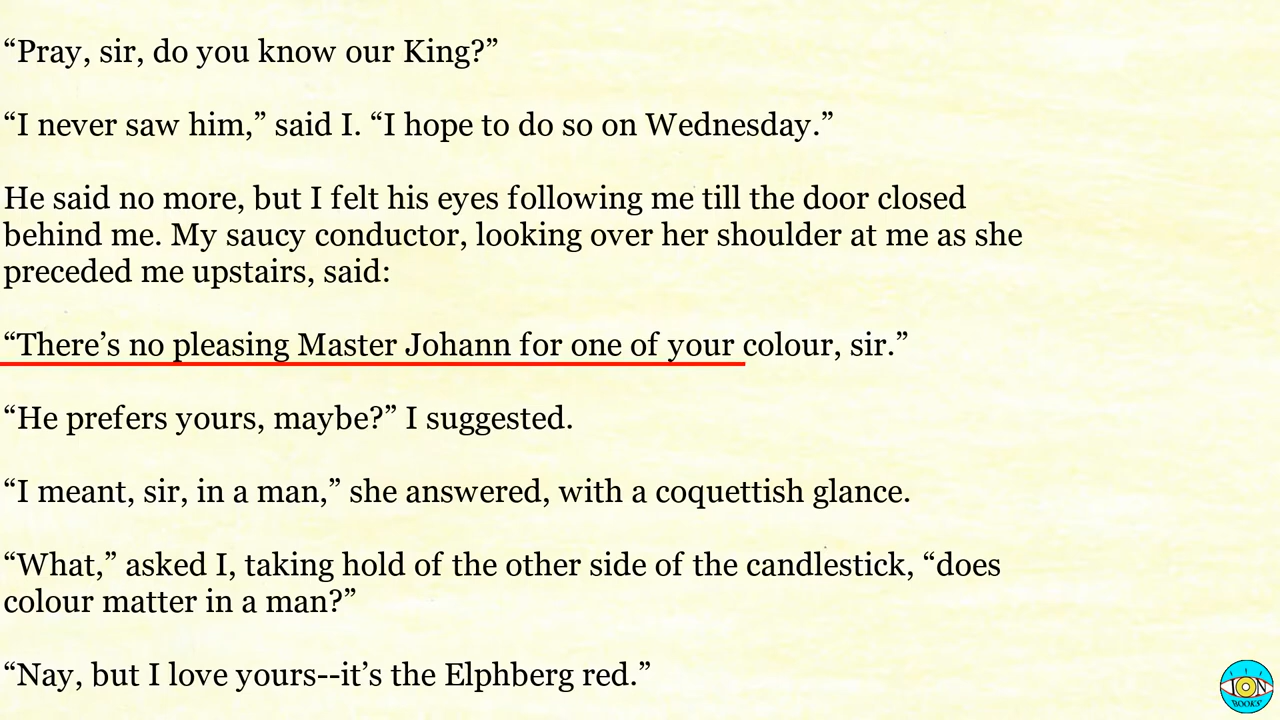 “Pray, sir, do you know our King?”
“I never saw him,” said I. “I hope to do so on Wednesday.”
He said no more, but I felt his eyes following me till the door closed
behind me. My saucy conductor, looking over her shoulder at me as she
preceded me upstairs, said:
“There’s no pleasing Master Johann for one of your colour, sir.”
“He prefers yours, maybe?” I suggested.
“I meant, sir, in a man,” she answered, with a coquettish glance.
“What,” asked I, taking hold of the other side of the candlestick, “does
colour matter in a man?”
“Nay, but I love yours--it’s the Elphberg red.”
ION
BOOKS